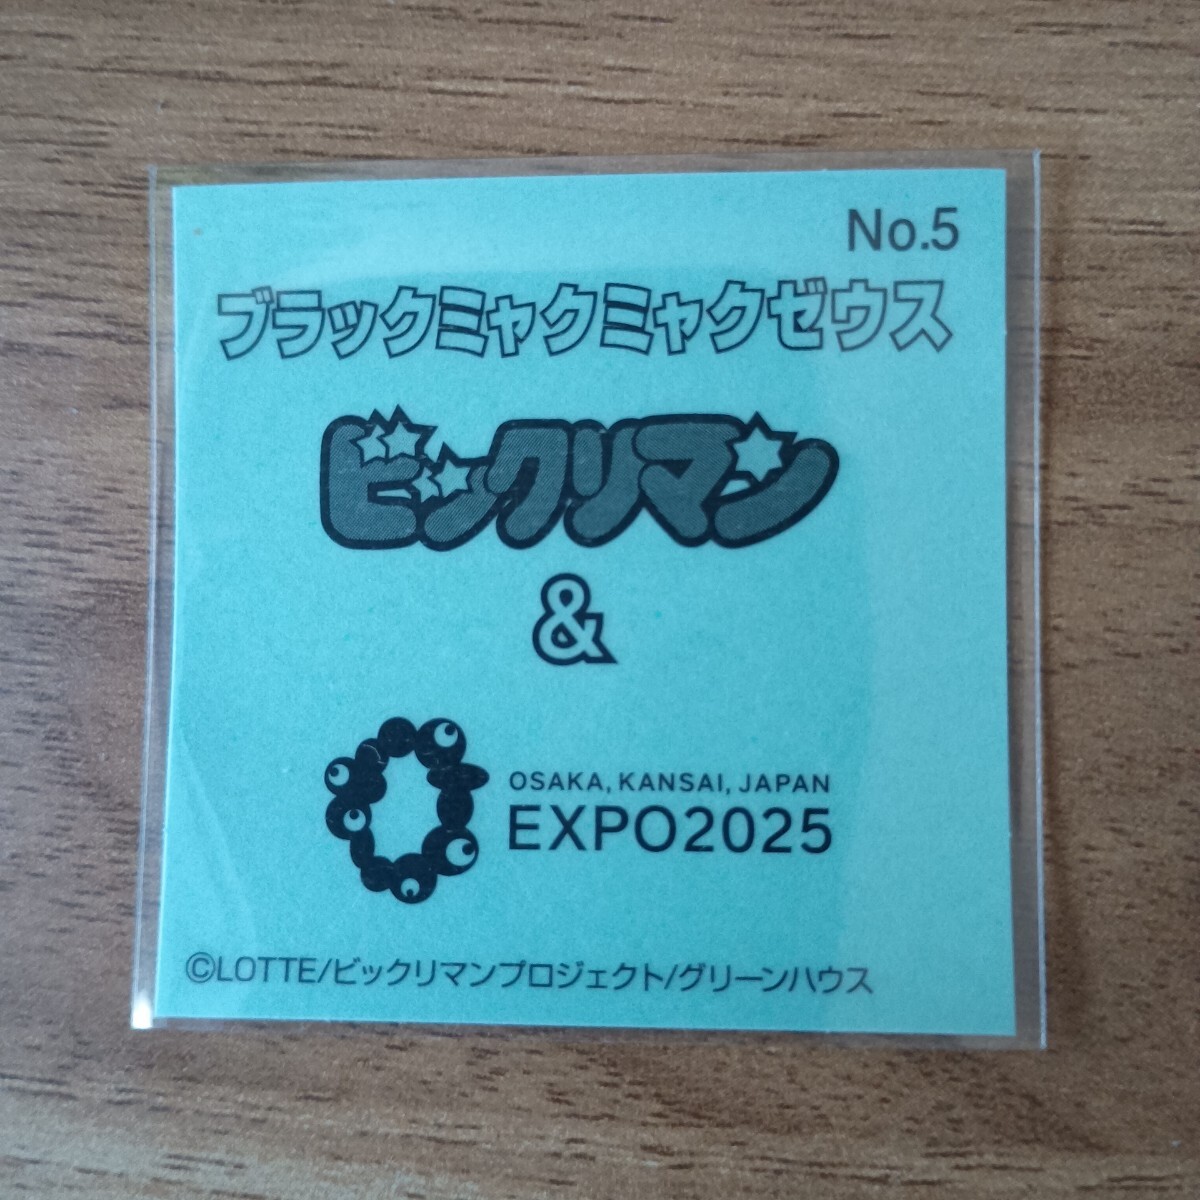 No.5
ブラックミャクミャクゼウス
ビックリマン
&
OSAKA, KANSAI, JAPAN
EXPO2025
©LOTTE/ビックリマンプロジェクト/グリーンハウス